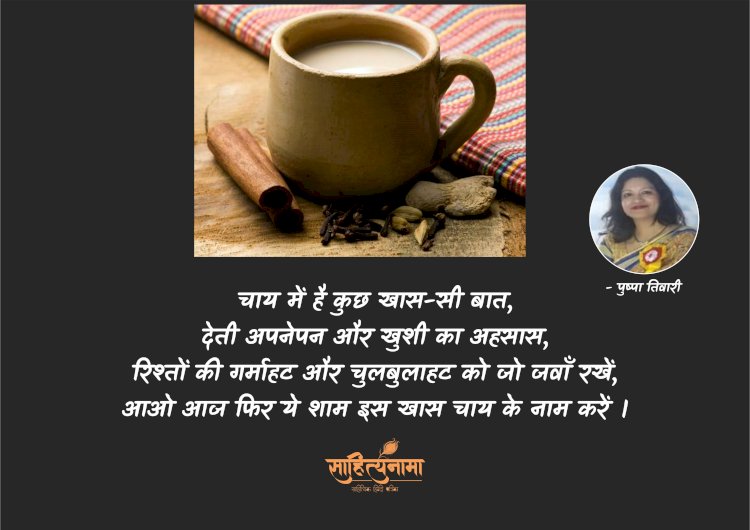 - पुष्पा तिवारी
चाय में है कुछ खास-सी बात,
देती अपनेपन और खुशी का अहसास,
रिश्तों की गर्माहट और चुलबुलाहट को जो जवाँ रखें,
आओ आज फिर ये शाम इस खास चाय के नाम करें ।
साहित्यनामा